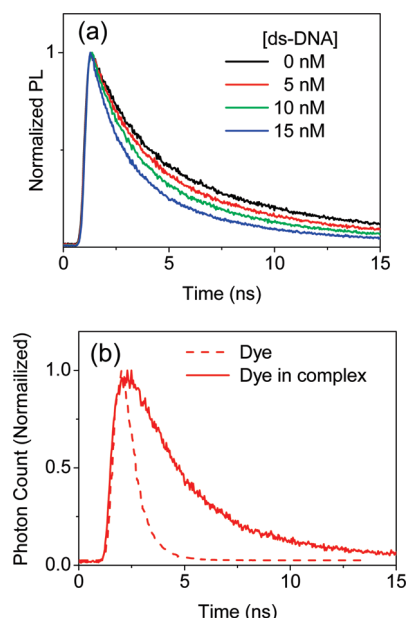 (a)
[ds-DNA]
0 nM
5 nM
10 nM
15 nM
1
Normalized PL
0 5 10 15
Time (ns)
(b)
Dye
Dye in complex
1.0
0.5
0.0
Photon Count (Normailized)
0 5 10 15
Time (ns)